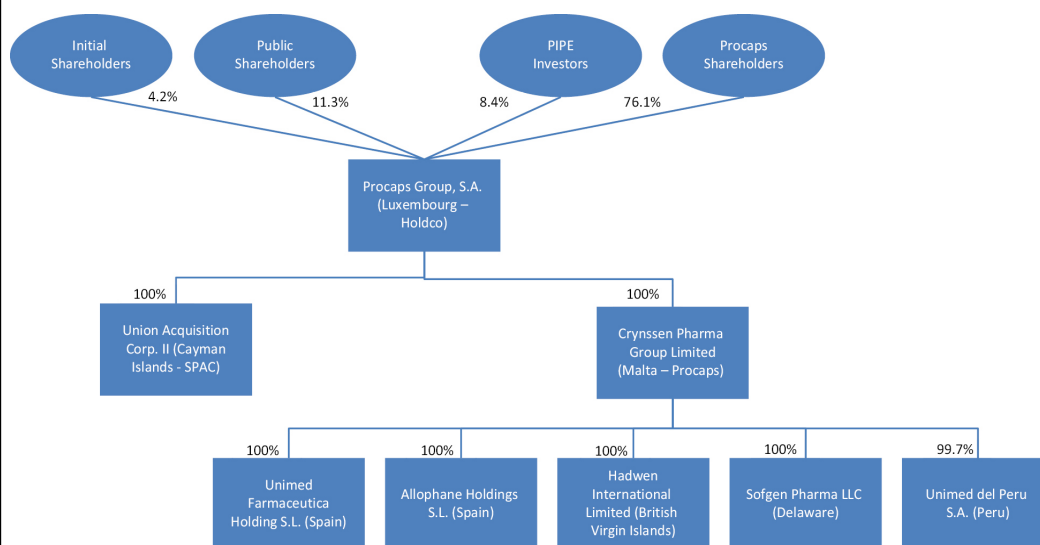 Initial
Shareholders
Public
Shareholders
PIPE
Investors
Procaps
Shareholders
4.2%
11.3%
8.4%
76.1%
Procaps Group, S.A.
(Luxembourg –
Holdco)
100%
100%
Union Acquisition
Corp. II (Cayman
Islands - SPAC)
Crynssen Pharma
Group Limited
(Malta – Procaps)
100%
100%
100%
100%
99.7%
Unimed
Farmaceutica
Holding S.L. (Spain)
Allophane Holdings
S.L. (Spain)
Hadwen
International
Limited (British
Virgin Islands)
Sofgen Pharma LLC
(Delaware)
Unimed del Peru
S.A. (Peru)